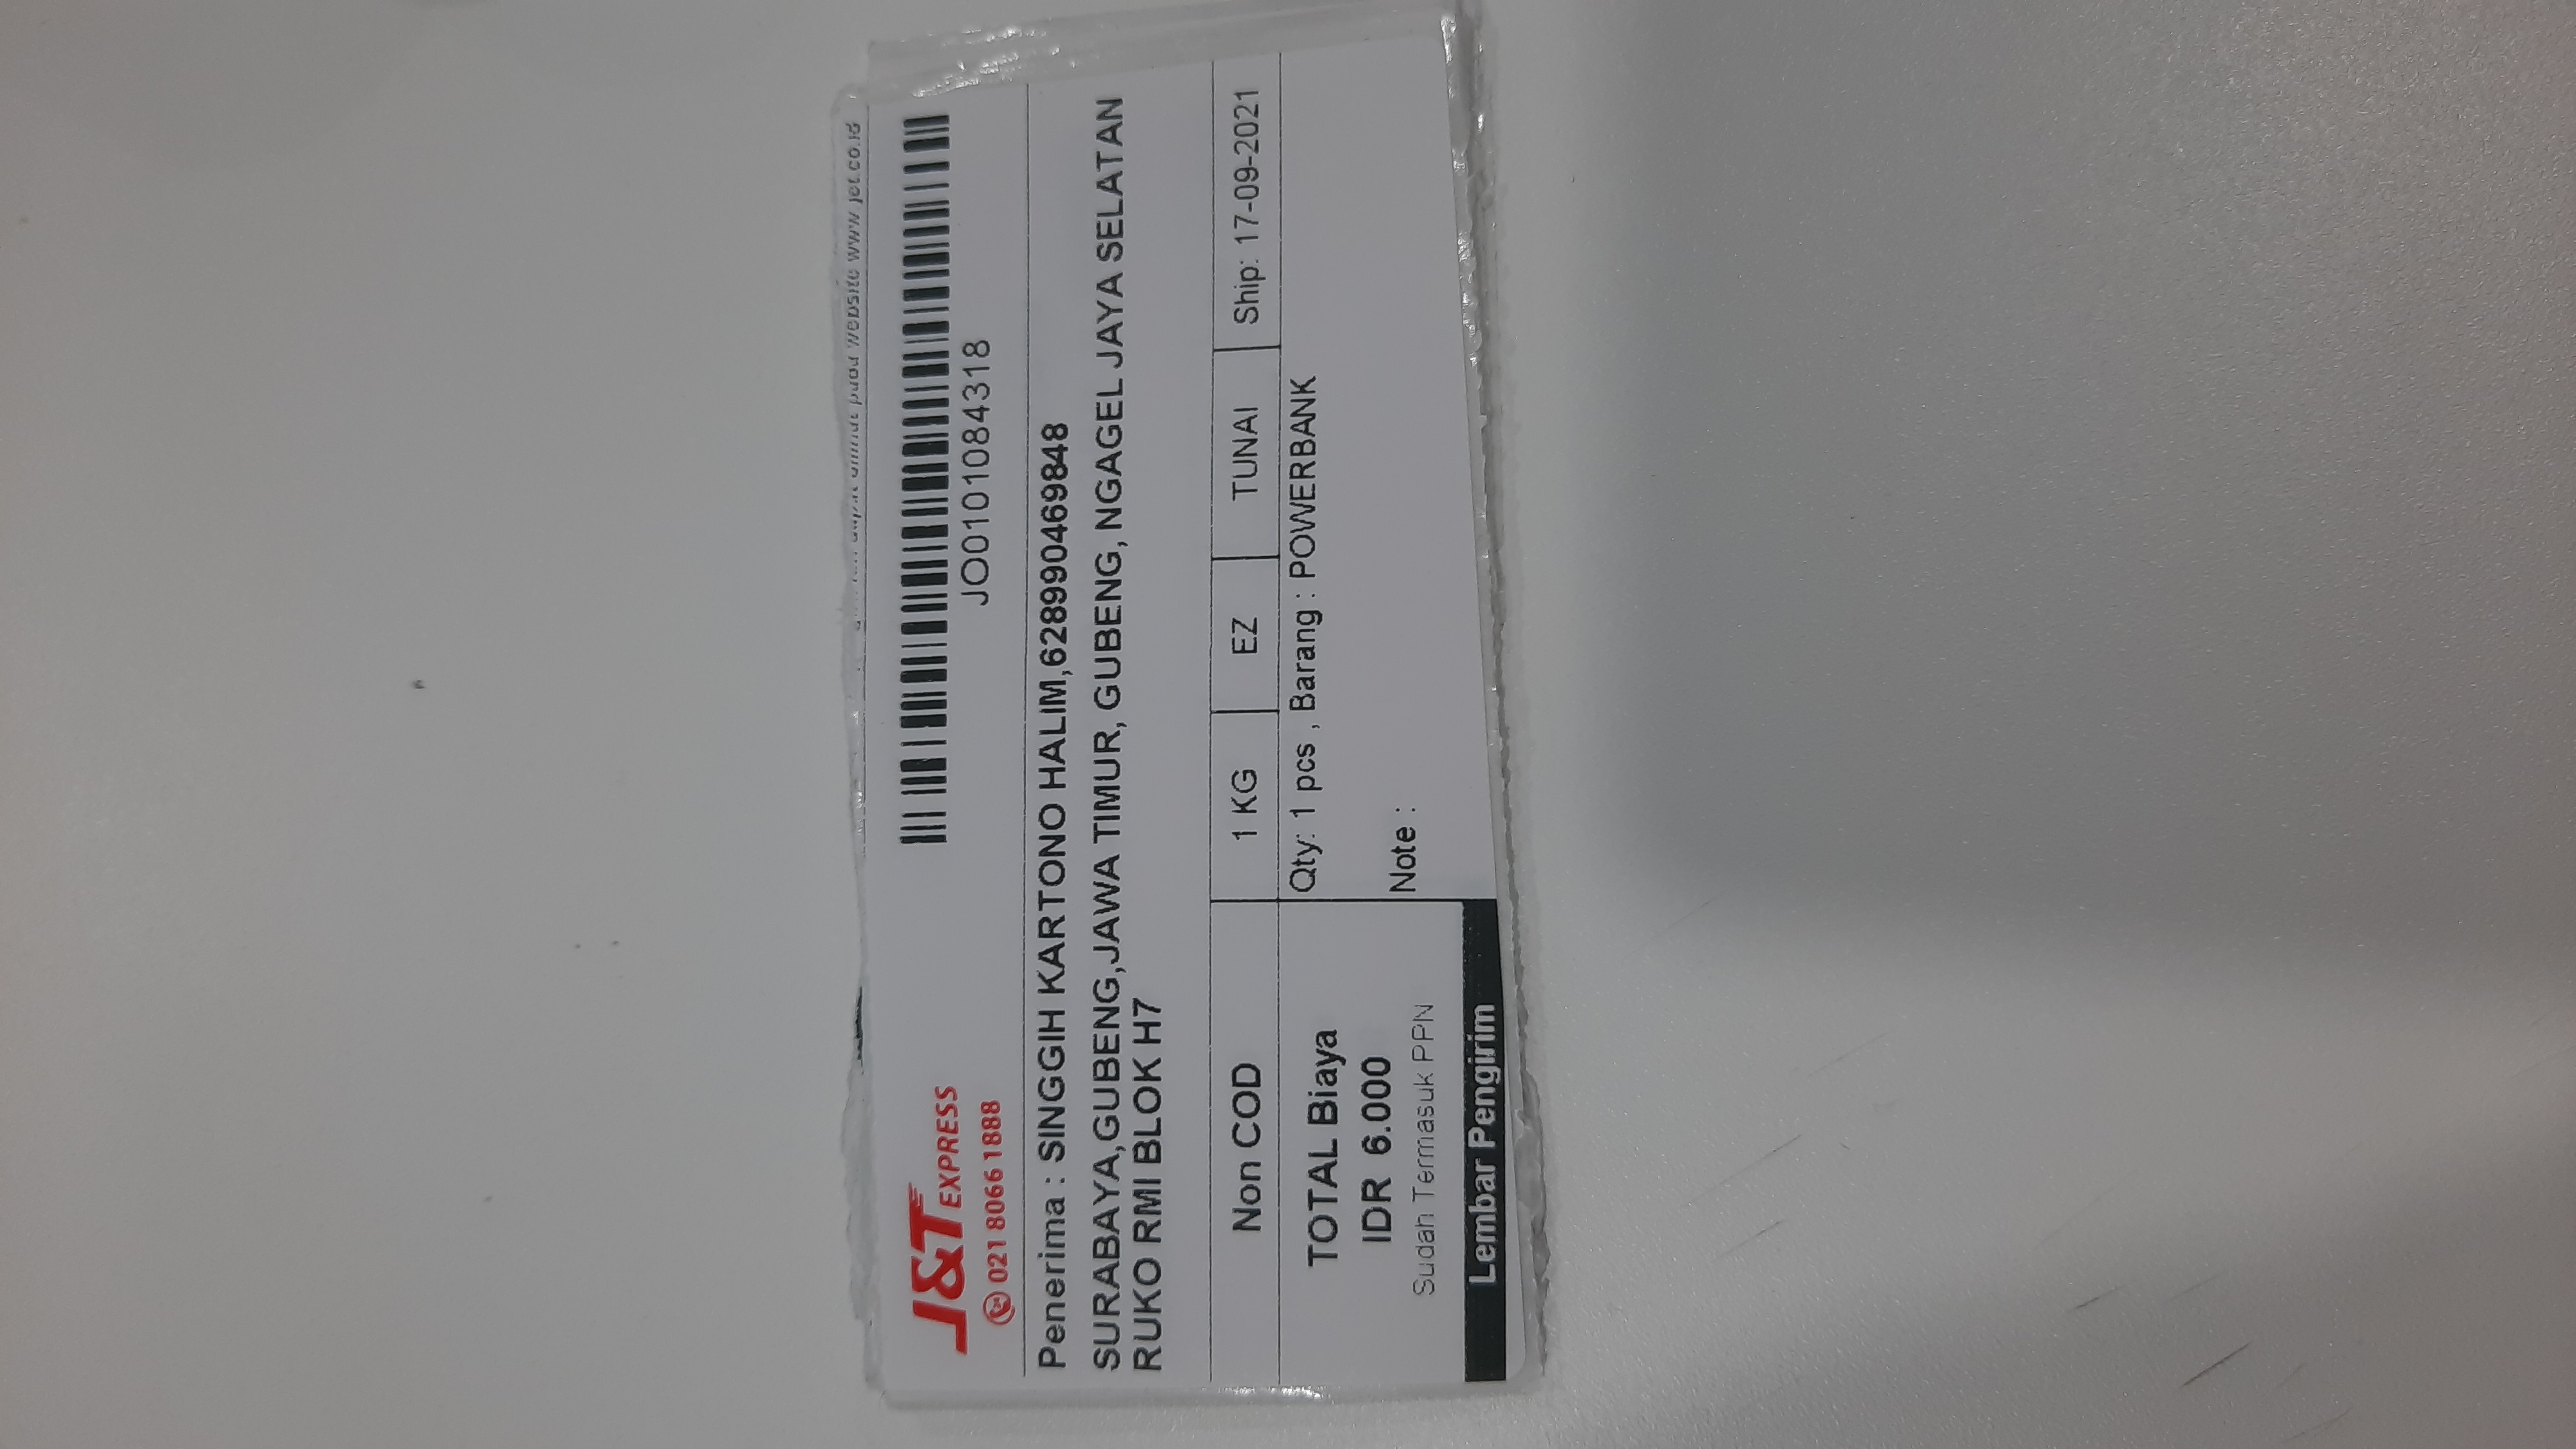 website www jet.co.id
J&T EXPRESS
021 8066 1888
JO0101084318
Penerima : SINGGIH KARTONO HALIM,628990469848
SURABAYA,GUBENG,JAWA TIMUR, GUBENG, NGAGEL JAYA SELATAN
RUKO RMI BLOK H7
Non COD
1 KG
EZ
TUNAI
Ship: 17-09-2021
TOTAL Biaya
IDR 6.000
Sudah Termasuk PPN
Lembar Pengirim
Qty: 1 pcs , Barang : POWERBANK
Note :